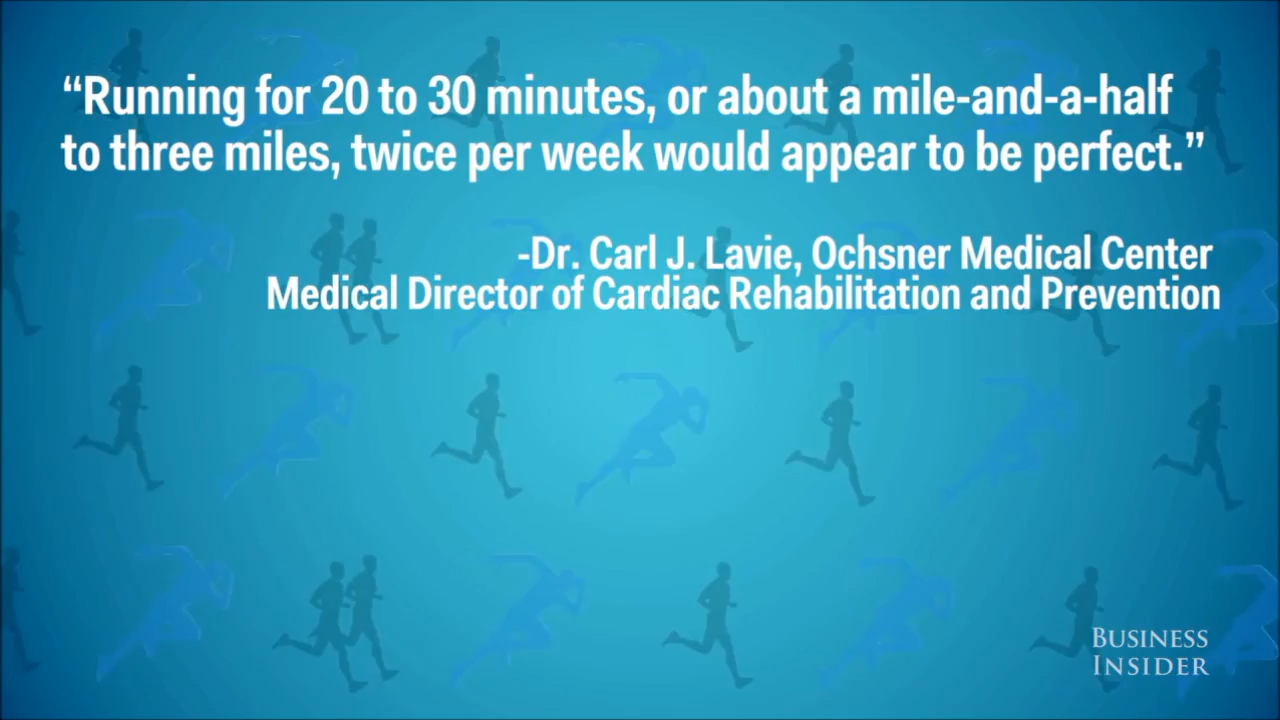 “Running for 20 to 30 minutes, or about a mile-and-a-half
to three miles, twice per week would appear to be perfect.”
-Dr. Carl J. Lavie, Ochsner Medical Center
Medical Director of Cardiac Rehabilitation and Prevention
BUSINESS
INSIDER